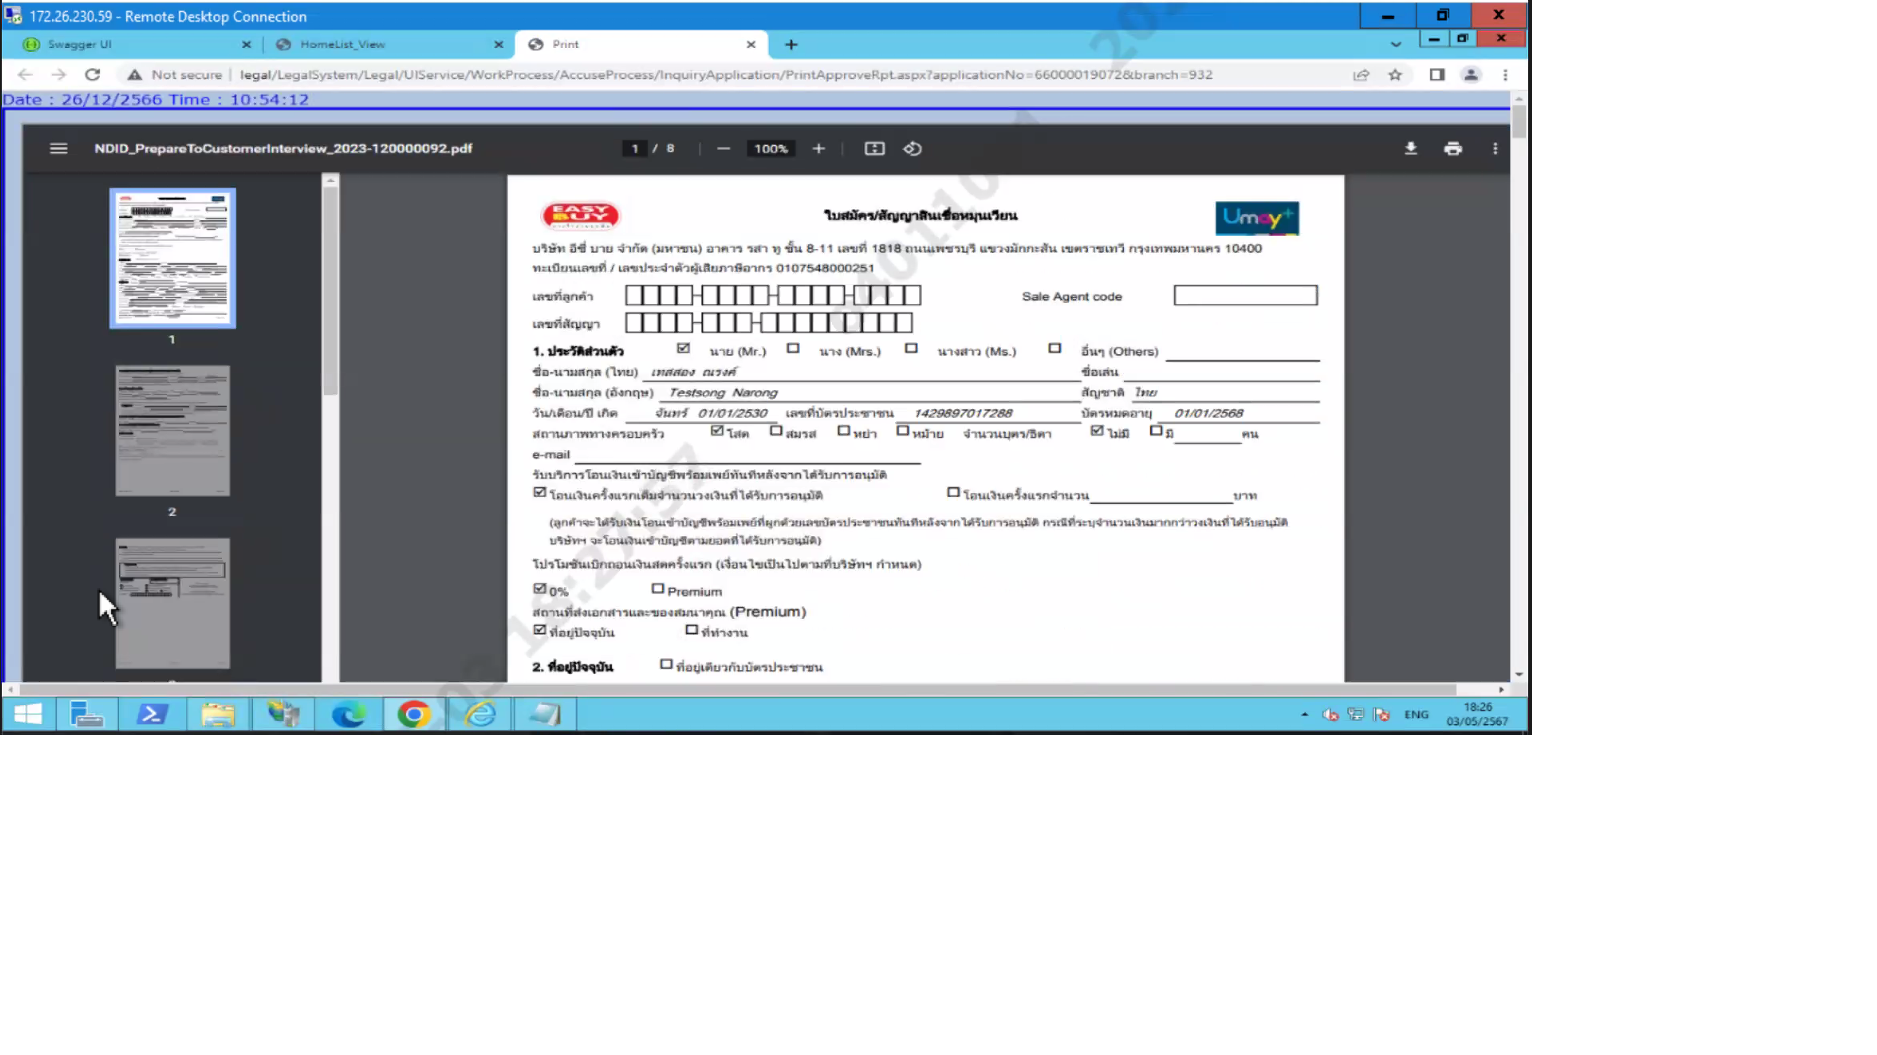 172.26.230.59 - Remote Desktop Connection
Swagger UI
HomeList_View
Print
Not secure
legal/LegalSystem/Legal/UIService/WorkProcess/AccuseProcess/InquiryApplication/PrintApproveRpt.aspx?applicationNo=66000019072&branch=932
Date : 26/12/2566 Time : 10:54:12
NDID_PrepareToCustomerInterview_2023-120000092.pdf
1 / 8
100%
1
2
EASY BUY
ใบสมัคร/สัญญาสินเชื่อหมุนเวียน
Umay+
บริษัท อีซี่ บาย จำกัด (มหาชน) อาคาร รสา ทู ชั้น 8-11 เลขที่ 1818 ถนนเพชรบุรี แขวงมักกะสัน เขตราชเทวี กรุงเทพมหานคร 10400
ทะเบียนเลขที่ / เลขประจำตัวผู้เสียภาษีอากร 0107548000251
เลขที่ลูกค้า
Sale Agent code
เลขที่สัญญา
1. ประวัติส่วนตัว นาย (Mr.) นาง (Mrs.) นางสาว (Ms.) อื่นๆ (Others)
ชื่อ-นามสกุล (ไทย) เทสสอง ณรงค์ ชื่อเล่น
ชื่อ-นามสกุล (อังกฤษ) Testsong Narong สัญชาติ ไทย
วัน/เดือน/ปี เกิด จันทร์ 01/01/2530 เลขที่บัตรประชาชน 1429897017288 บัตรหมดอายุ 01/01/2568
สถานภาพทางครอบครัว โสด สมรส หย่า หม้าย จำนวนบุตร/ธิดา ไม่มี มี คน
e-mail
รับบริการโอนเงินเข้าบัญชีพร้อมเพย์ทันทีหลังจากได้รับการอนุมัติ
โอนเงินครั้งแรกเต็มจำนวนวงเงินที่ได้รับการอนุมัติ โอนเงินครั้งแรกจำนวน บาท
(ลูกค้าจะได้รับเงินโอนเข้าบัญชีพร้อมเพย์ที่ผูกด้วยเลขบัตรประชาชนทันทีหลังจากได้รับการอนุมัติ กรณีที่ระบุจำนวนเงินมากกว่าวงเงินที่ได้รับอนุมัติ
บริษัทฯ จะโอนเงินเข้าบัญชีตามยอดที่ได้รับการอนุมัติ)
โปรโมชั่นเบิกถอนเงินสดครั้งแรก (เงื่อนไขเป็นไปตามที่บริษัทฯ กำหนด)
0% Premium
สถานที่ส่งเอกสารและของสมนาคุณ (Premium)
ที่อยู่ปัจจุบัน ที่ทำงาน
2. ที่อยู่ปัจจุบัน ที่อยู่เดียวกับบัตรประชาชน
ENG
18:26
03/05/2567